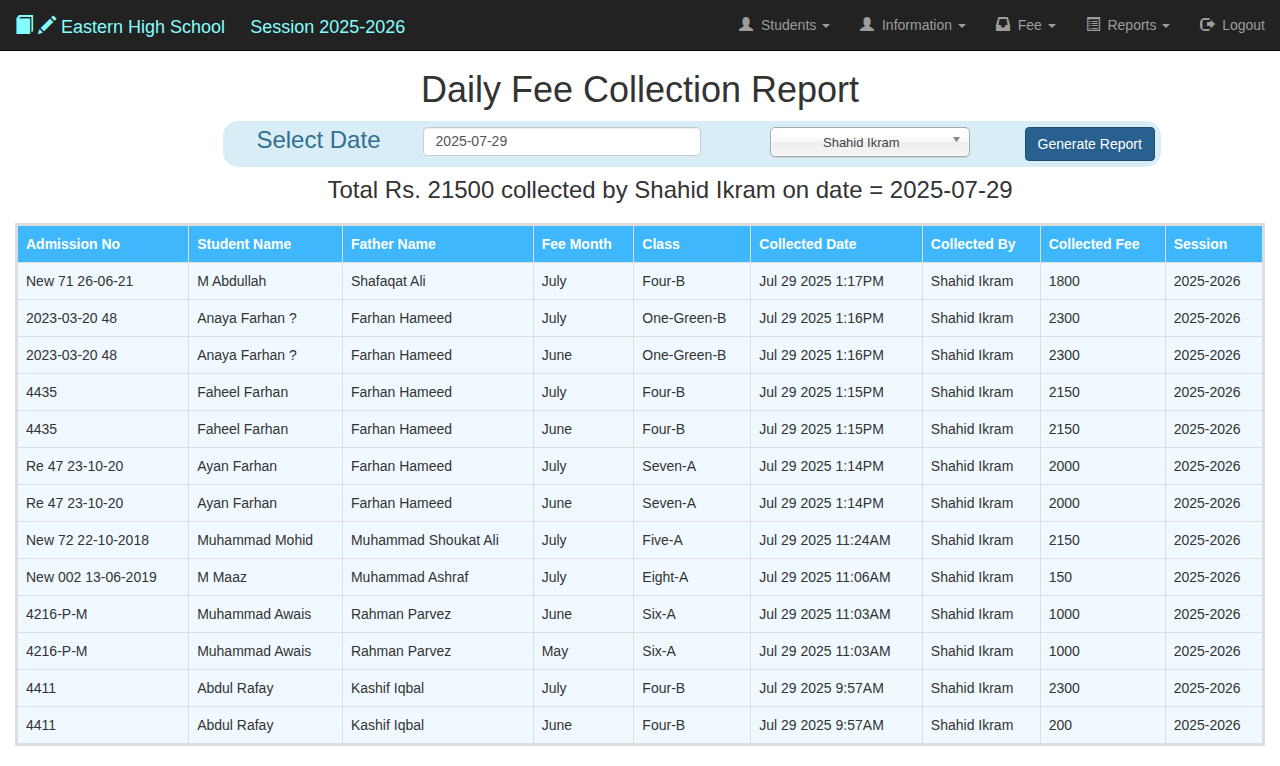 Eastern High School Session 2025-2026 Students Information Fee Reports Logout
Daily Fee Collection Report
Select Date 2025-07-29 Shahid Ikram Generate Report
Total Rs. 21500 collected by Shahid Ikram on date = 2025-07-29
Admission No Student Name Father Name Fee Month Class Collected Date Collected By Collected Fee Session
New 71 26-06-21 M Abdullah Shafaqat Ali July Four-B Jul 29 2025 1:17PM Shahid Ikram 1800 2025-2026
2023-03-20 48 Anaya Farhan ? Farhan Hameed July One-Green-B Jul 29 2025 1:16PM Shahid Ikram 2300 2025-2026
2023-03-20 48 Anaya Farhan ? Farhan Hameed June One-Green-B Jul 29 2025 1:16PM Shahid Ikram 2300 2025-2026
4435 Faheel Farhan Farhan Hameed July Four-B Jul 29 2025 1:15PM Shahid Ikram 2150 2025-2026
4435 Faheel Farhan Farhan Hameed June Four-B Jul 29 2025 1:15PM Shahid Ikram 2150 2025-2026
Re 47 23-10-20 Ayan Farhan Farhan Hameed July Seven-A Jul 29 2025 1:14PM Shahid Ikram 2000 2025-2026
Re 47 23-10-20 Ayan Farhan Farhan Hameed June Seven-A Jul 29 2025 1:14PM Shahid Ikram 2000 2025-2026
New 72 22-10-2018 Muhammad Mohid Muhammad Shoukat Ali July Five-A Jul 29 2025 11:24AM Shahid Ikram 2150 2025-2026
New 002 13-06-2019 M Maaz Muhammad Ashraf July Eight-A Jul 29 2025 11:06AM Shahid Ikram 150 2025-2026
4216-P-M Muhammad Awais Rahman Parvez June Six-A Jul 29 2025 11:03AM Shahid Ikram 1000 2025-2026
4216-P-M Muhammad Awais Rahman Parvez May Six-A Jul 29 2025 11:03AM Shahid Ikram 1000 2025-2026
4411 Abdul Rafay Kashif Iqbal July Four-B Jul 29 2025 9:57AM Shahid Ikram 2300 2025-2026
4411 Abdul Rafay Kashif Iqbal June Four-B Jul 29 2025 9:57AM Shahid Ikram 200 2025-2026